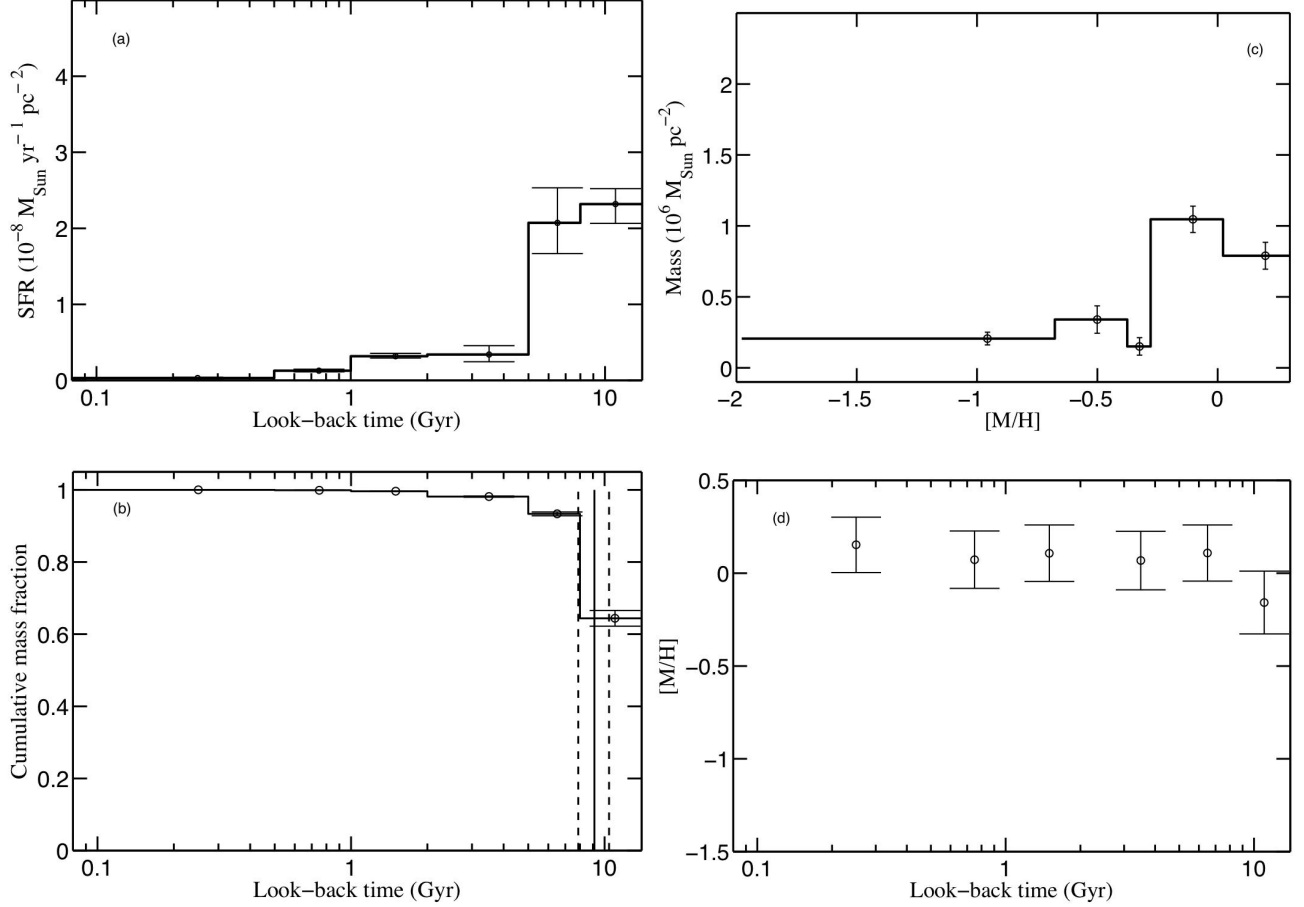 (a)
4
3
2
1
0
SFR (10−8 MSun yr−1 pc−2)
0.1 1 10
Look−back time (Gyr)
(c)
2
1.5
1
0.5
0
Mass (106 MSun pc−2)
−2 −1.5 −1 −0.5 0
[M/H]
(b)
1
0.8
0.6
0.4
0.2
0
Cumulative mass fraction
0.1 1 10
Look−back time (Gyr)
(d)
0.5
0
−0.5
−1
−1.5
[M/H]
0.1 1 10
Look−back time (Gyr)